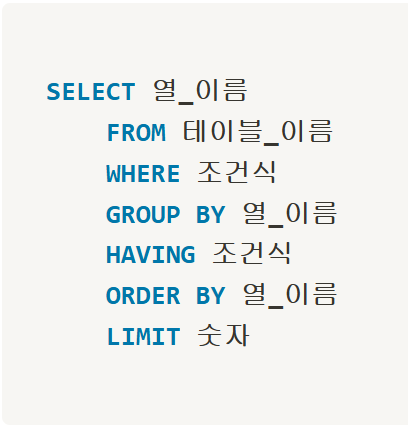 SELECT 열_이름
FROM 테이블_이름
WHERE 조건식
GROUP BY 열_이름
HAVING 조건식
ORDER BY 열_이름
LIMIT 숫자